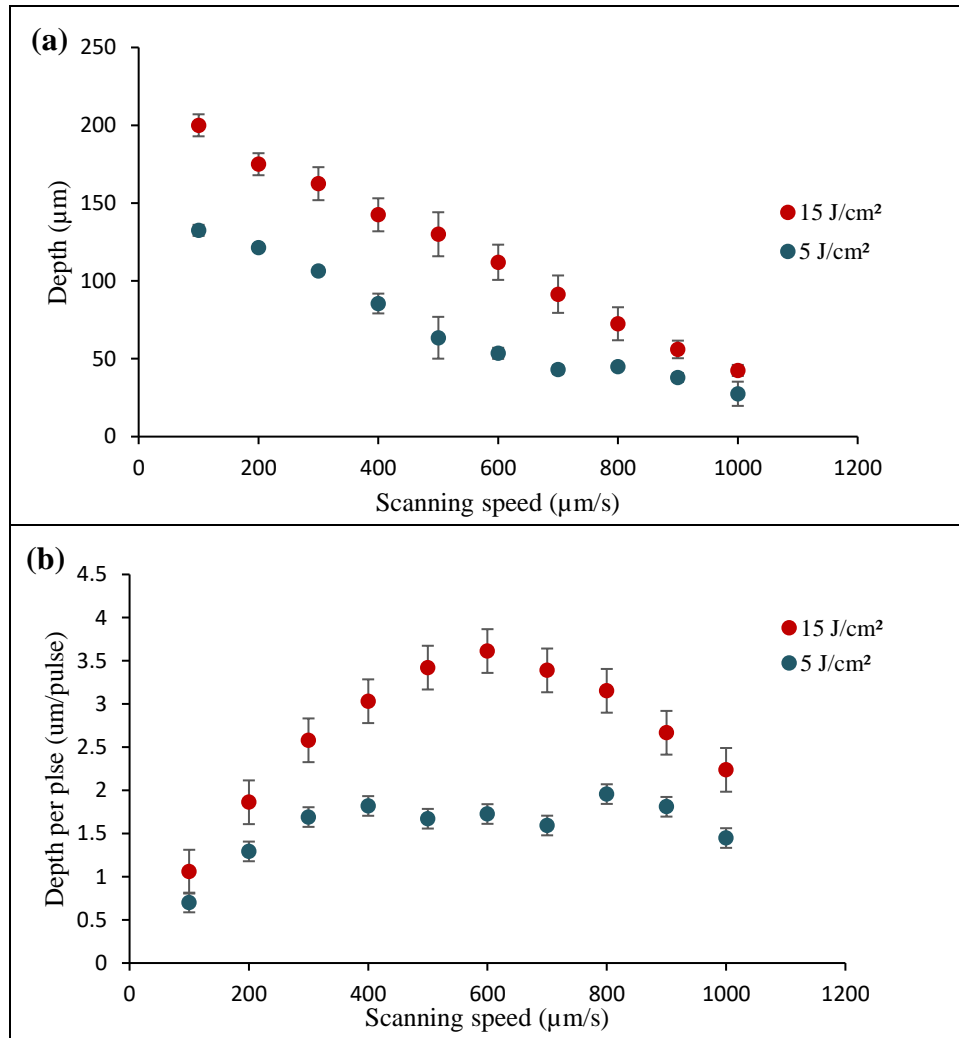 (a)
250
200
150
100
50
0
Depth (µm)
0 200 400 600 800 1000 1200
Scanning speed (µm/s)
15 J/cm²
5 J/cm²
(b)
4.5
4
3.5
3
2.5
2
1.5
1
0.5
0
Depth per plse (um/pulse)
0 200 400 600 800 1000 1200
Scanning speed (µm/s)
15 J/cm²
5 J/cm²